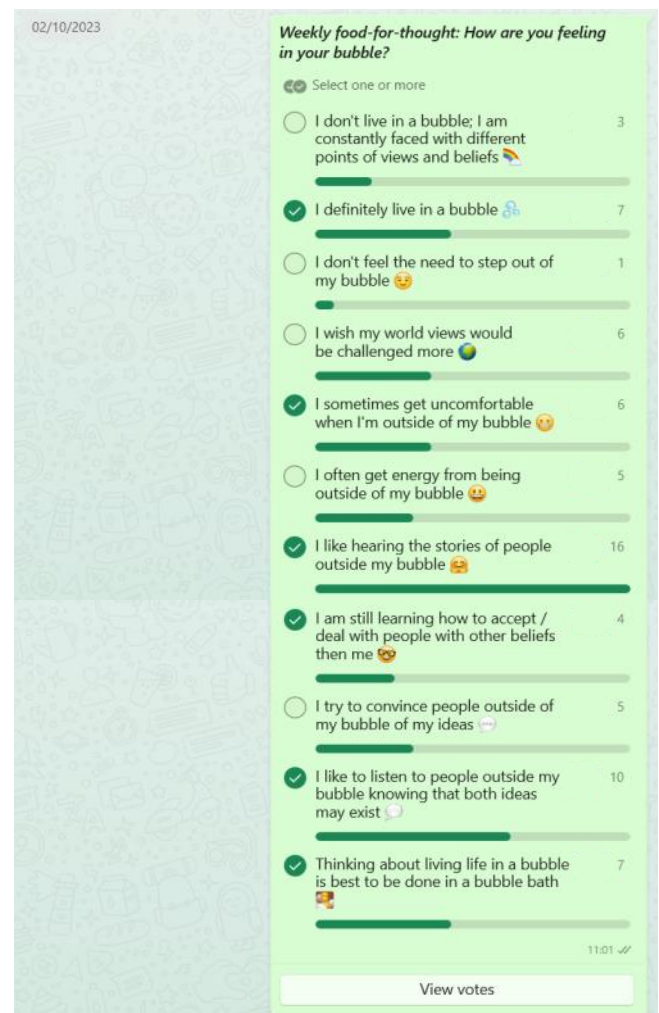 02/10/2023
Weekly food-for-thought: How are you feeling
in your bubble?
Select one or more
I don't live in a bubble; I am
constantly faced with different
points of views and beliefs 🌈
3
I definitely live in a bubble 🫧
7
I don't feel the need to step out of
my bubble 😌
1
I wish my world views would
be challenged more 🌍
6
I sometimes get uncomfortable
when I'm outside of my bubble 🫢
6
I often get energy from being
outside of my bubble 😀
5
I like hearing the stories of people
outside my bubble 🤗
16
I am still learning how to accept /
deal with people with other beliefs
then me 🤓
4
I try to convince people outside of
my bubble of my ideas 💬
5
I like to listen to people outside my
bubble knowing that both ideas
may exist 💭
10
Thinking about living life in a bubble
is best to be done in a bubble bath
7
11:01
View votes